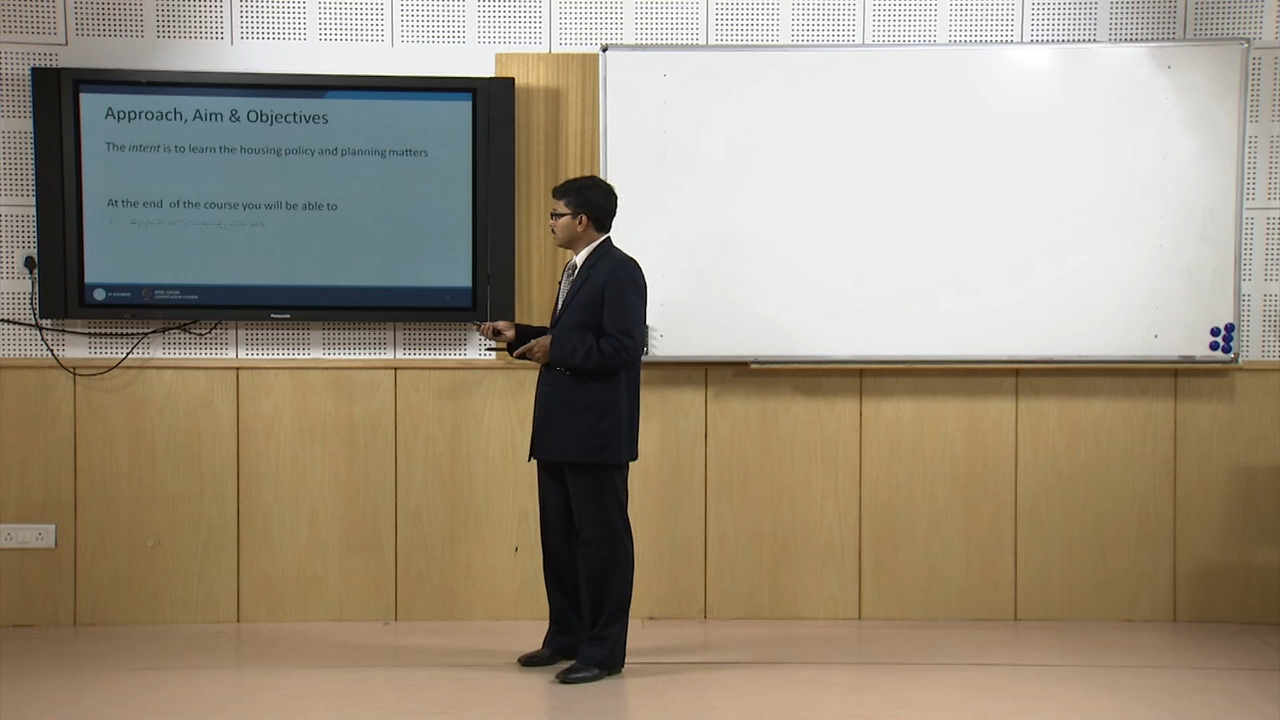 Approach, Aim & Objectives
The intent is to learn the housing policy and planning matters
At the end of the course you will be able to
Panasonic